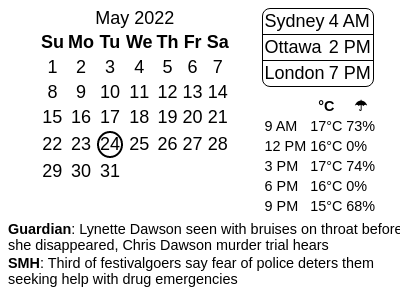 May 2022
Su Mo Tu We Th Fr Sa
1 2 3 4 5 6 7
8 9 10 11 12 13 14
15 16 17 18 19 20 21
22 23 24 25 26 27 28
29 30 31
Sydney 4 AM
Ottawa 2 PM
London 7 PM
°C ☂
9 AM 17°C 73%
12 PM 16°C 0%
3 PM 17°C 74%
6 PM 16°C 0%
9 PM 15°C 68%
Guardian: Lynette Dawson seen with bruises on throat before
she disappeared, Chris Dawson murder trial hears
SMH: Third of festivalgoers say fear of police deters them
seeking help with drug emergencies